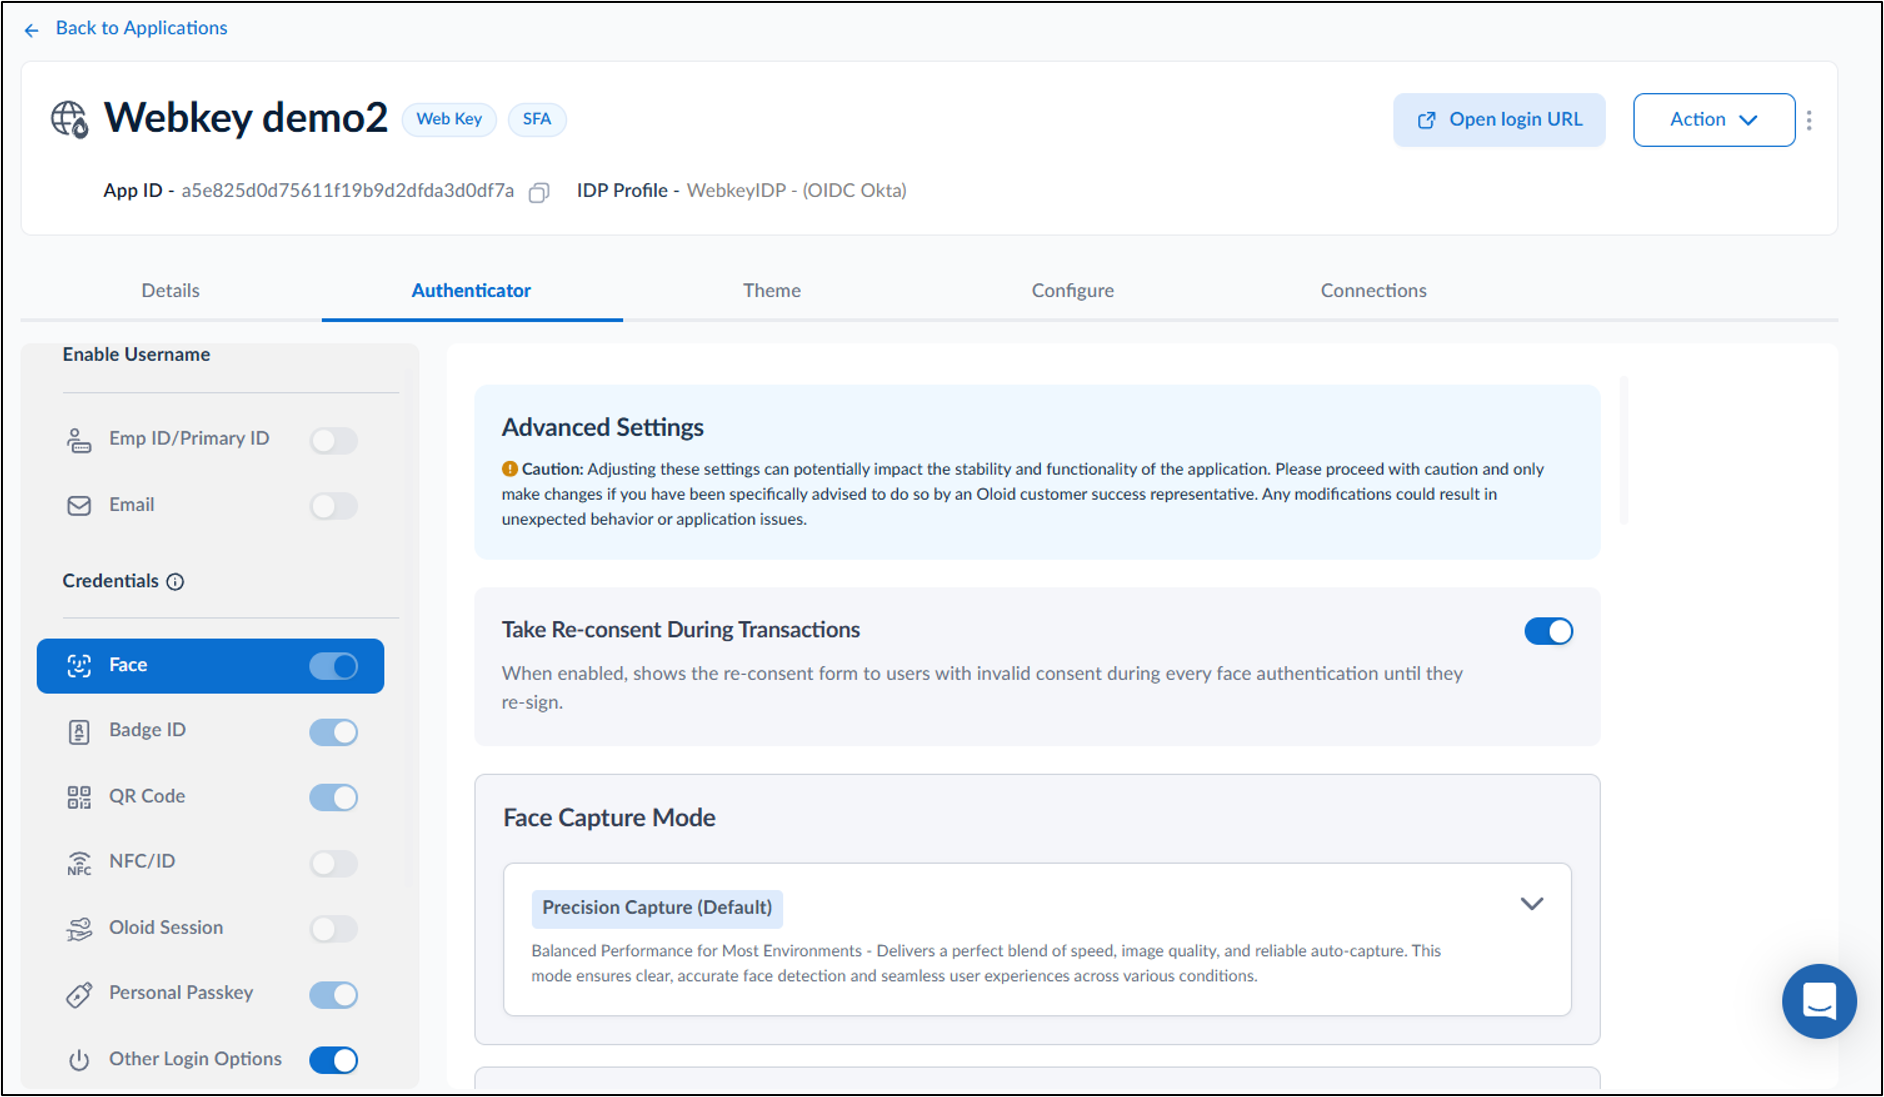 Back to Applications
Webkey demo2 Web Key SFA Open login URL Action
App ID - a5e825d0d75611f19b9d2dfda3d0df7a IDP Profile - WebkeyIDP - (OIDC Okta)
Details Authenticator Theme Configure Connections
Enable Username
Emp ID/Primary ID
Email
Credentials
Face
Badge ID
QR Code
NFC NFC/ID
Oloid Session
Personal Passkey
Other Login Options
Advanced Settings
Caution: Adjusting these settings can potentially impact the stability and functionality of the application. Please proceed with caution and only
make changes if you have been specifically advised to do so by an Oloid customer success representative. Any modifications could result in
unexpected behavior or application issues.
Take Re-consent During Transactions
When enabled, shows the re-consent form to users with invalid consent during every face authentication until they
re-sign.
Face Capture Mode
Precision Capture (Default)
Balanced Performance for Most Environments - Delivers a perfect blend of speed, image quality, and reliable auto-capture. This
mode ensures clear, accurate face detection and seamless user experiences across various conditions.